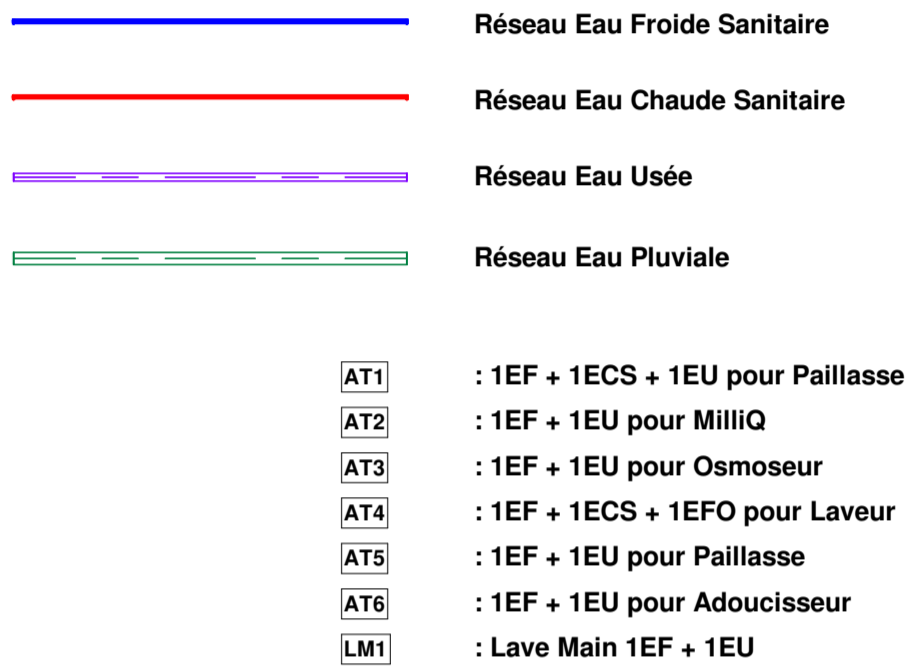 Réseau Eau Froide Sanitaire
Réseau Eau Chaude Sanitaire
Réseau Eau Usée
Réseau Eau Pluviale
AT1 : 1EF + 1ECS + 1EU pour Paillasse
AT2 : 1EF + 1EU pour MilliQ
AT3 : 1EF + 1EU pour Osmoseur
AT4 : 1EF + 1ECS + 1EFO pour Laveur
AT5 : 1EF + 1EU pour Paillasse
AT6 : 1EF + 1EU pour Adoucisseur
LM1 : Lave Main 1EF + 1EU